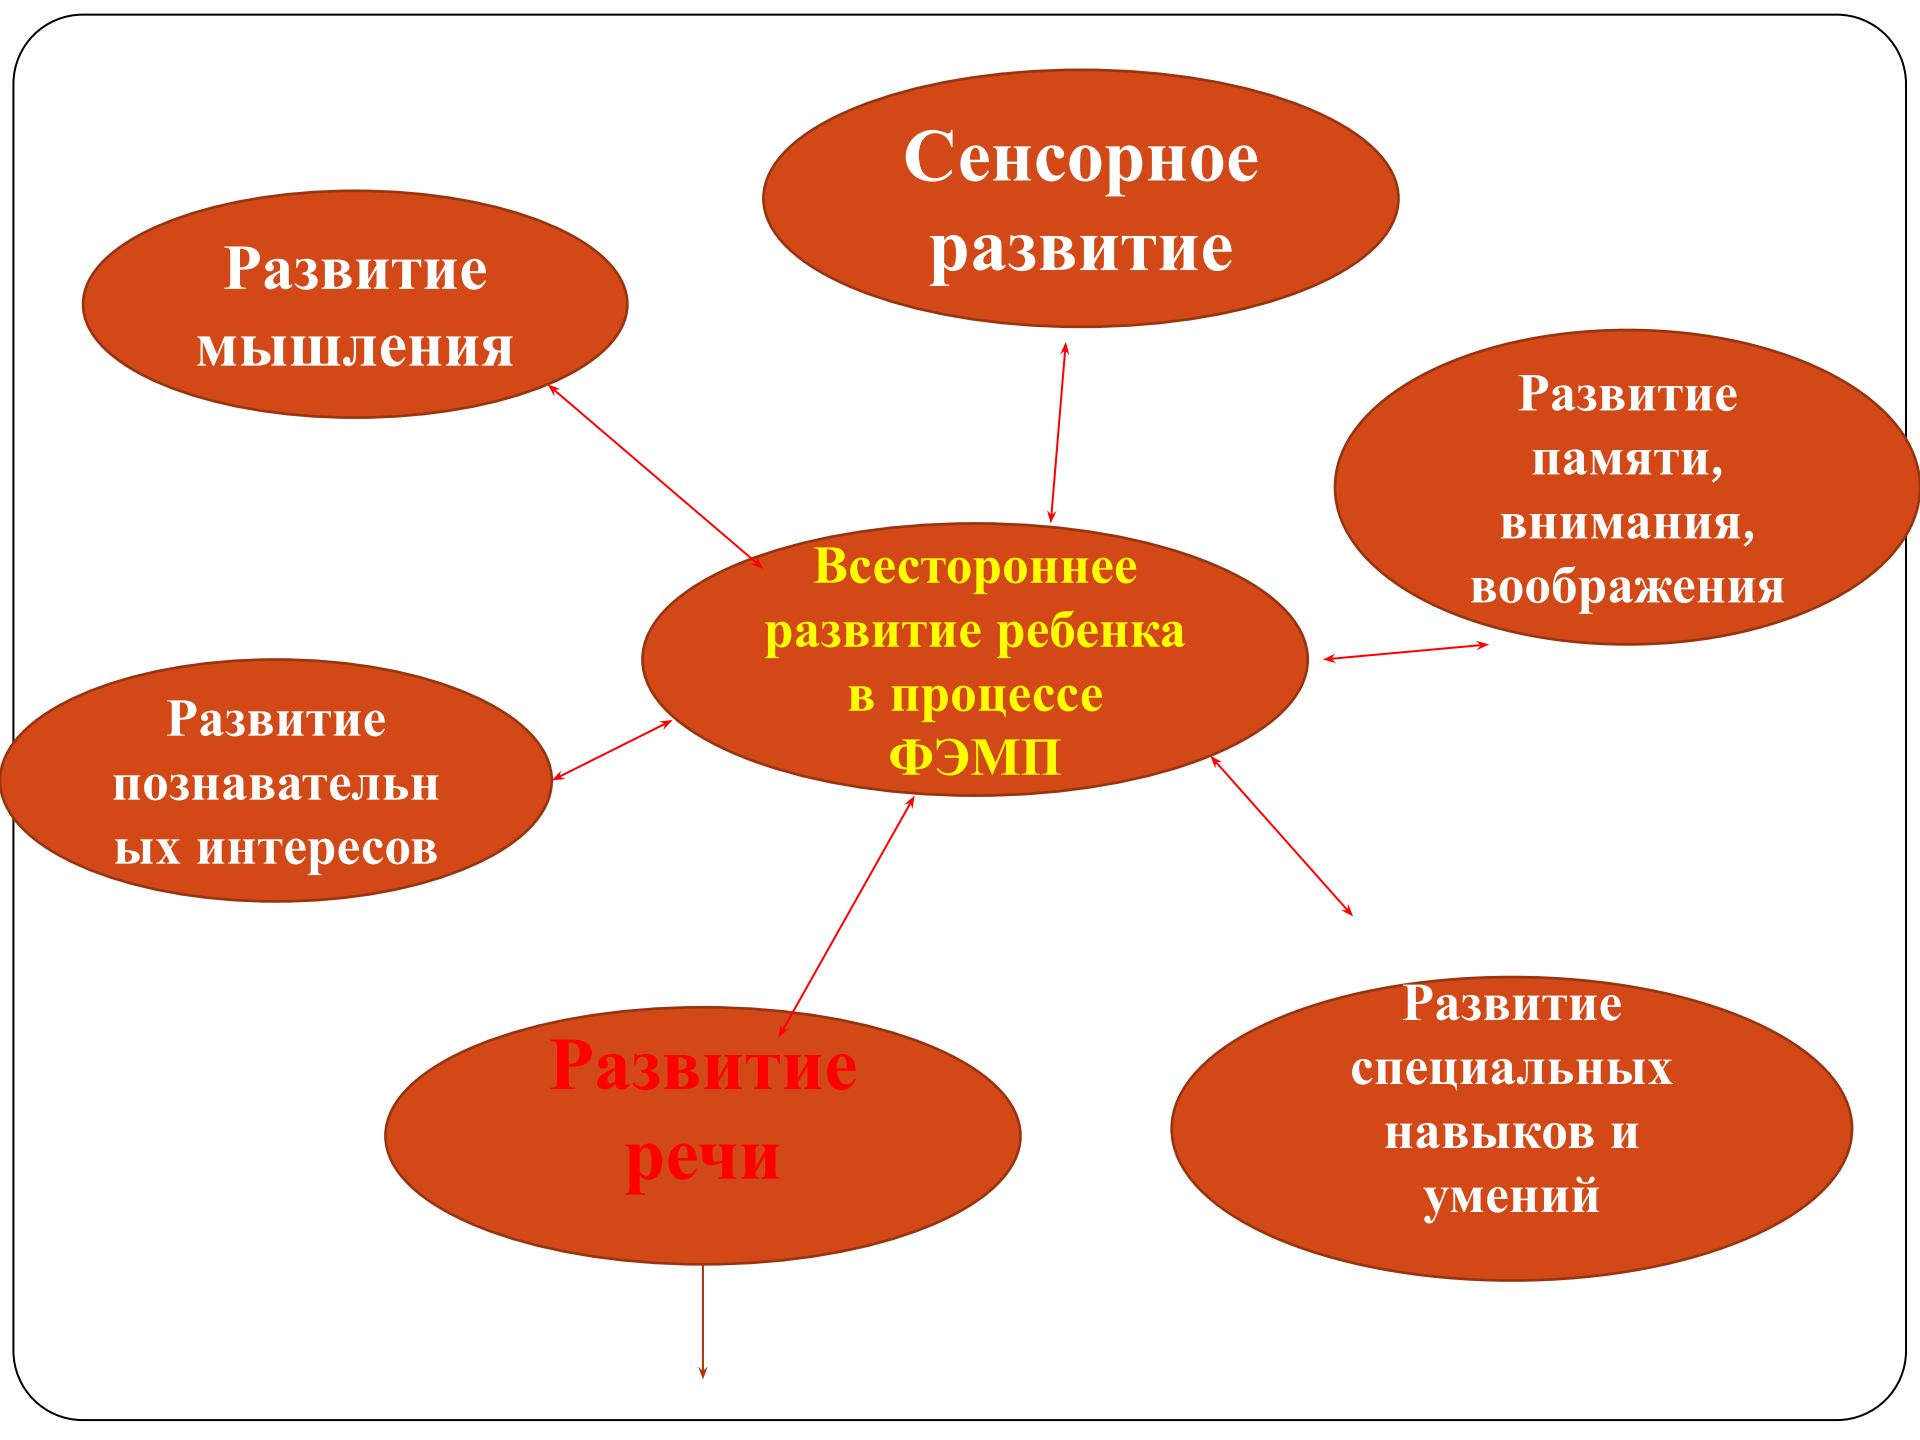 Сенсорное
развитие
Развитие
мышления
Развитие
памяти,
внимания,
воображения
Всестороннее
развитие ребенка
в процессе
ФЭМП
Развитие
познавательн
ых интересов
Развитие
речи
Развитие
специальных
навыков и
умений